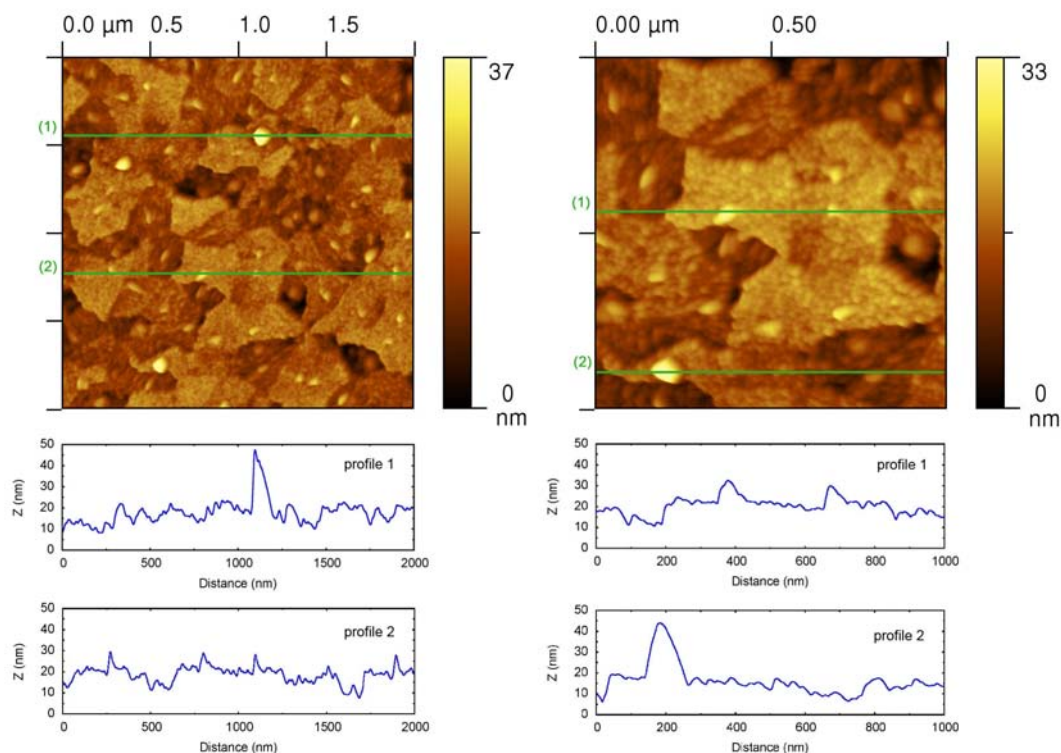 0.0 µm 0.5 1.0 1.5
37
(1)
(2)
0
nm
0.00 µm 0.50
33
(1)
(2)
0
nm
50
40
30
20
10
0
Z (nm)
profile 1
0 500 1000 1500 2000
Distance (nm)
50
40
30
20
10
0
Z (nm)
profile 1
0 200 400 600 800 1000
Distance (nm)
50
40
30
20
10
0
Z (nm)
profile 2
0 500 1000 1500 2000
Distance (nm)
50
40
30
20
10
0
Z (nm)
profile 2
0 200 400 600 800 1000
Distance (nm)